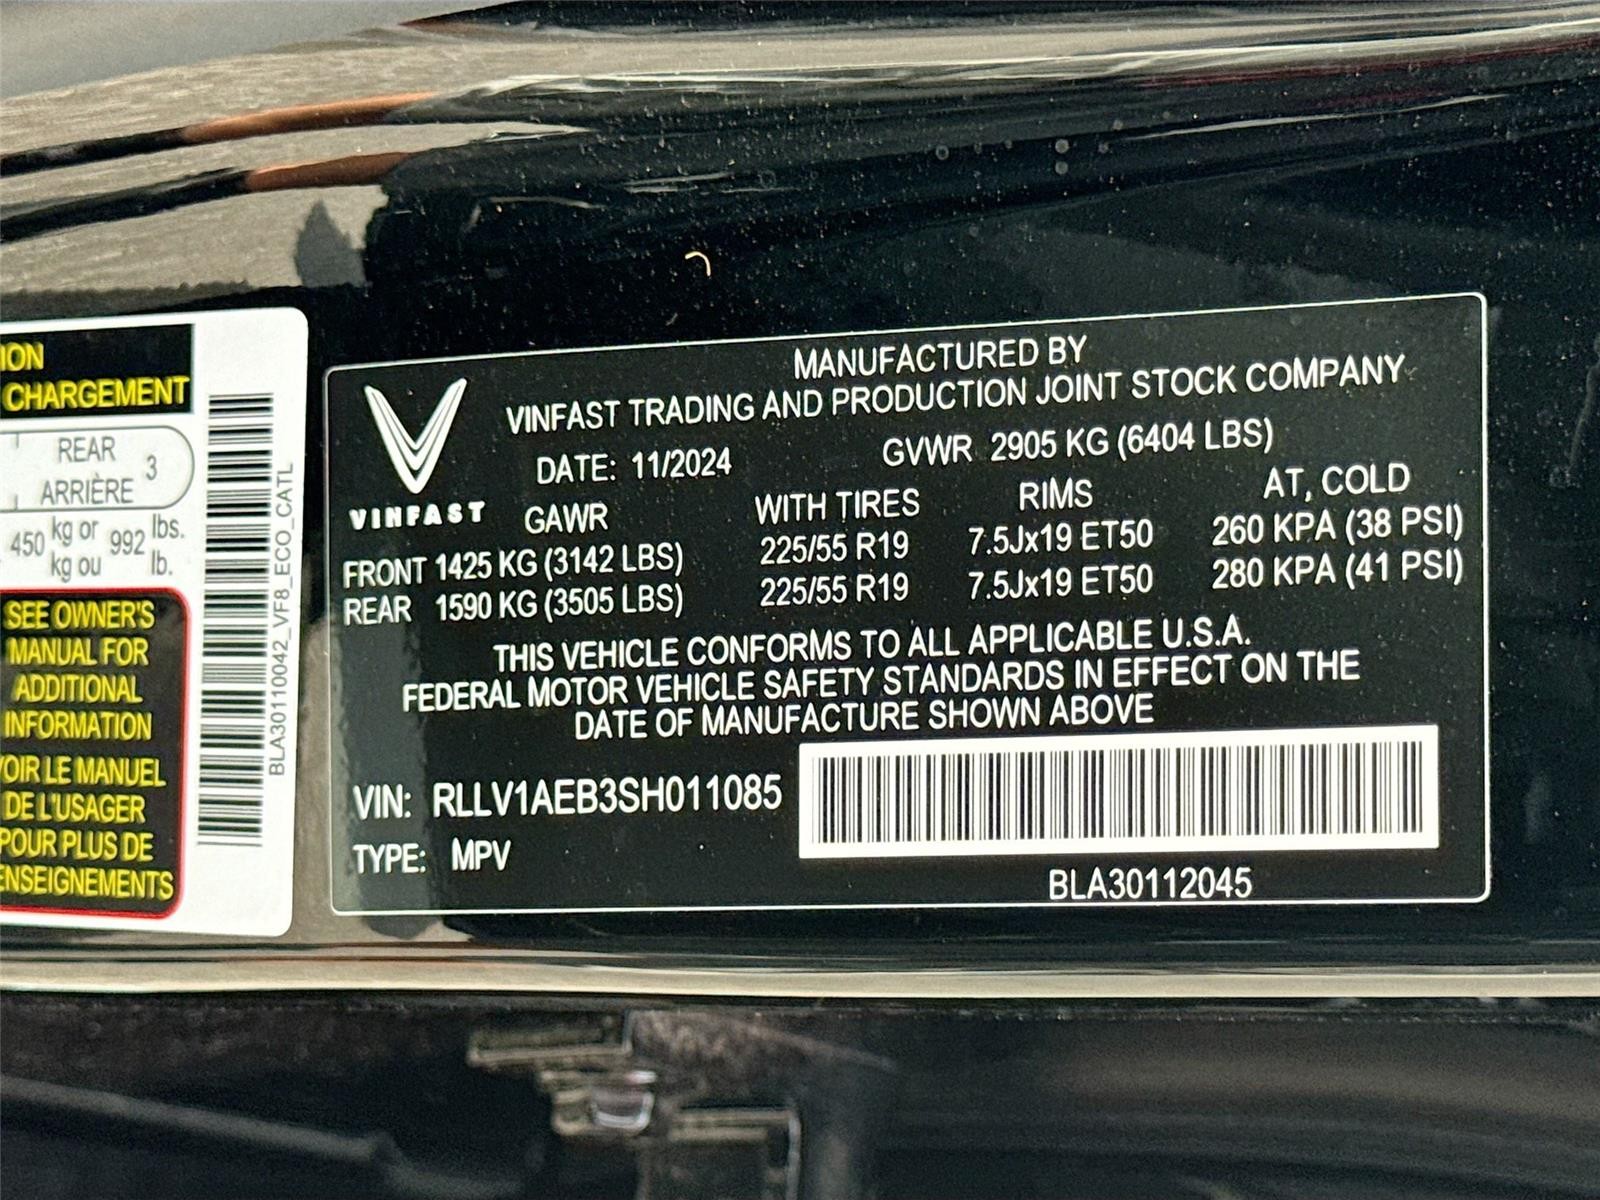 ION
CHARGEMENT
REAR
ARRIÈRE 3
450 kg or 992 lbs.
kg ou lb.
SEE OWNER'S
MANUAL FOR
ADDITIONAL
INFORMATION
VOIR LE MANUEL
DE L'USAGER
POUR PLUS DE
ENSEIGNEMENTS
BLA30110042_VF8_ECO_CATL
MANUFACTURED BY
VINFAST TRADING AND PRODUCTION JOINT STOCK COMPANY
DATE: 11/2024 GVWR 2905 KG (6404 LBS)
VINFAST GAWR WITH TIRES RIMS AT, COLD
FRONT 1425 KG (3142 LBS) 225/55 R19 7.5Jx19 ET50 260 KPA (38 PSI)
REAR 1590 KG (3505 LBS) 225/55 R19 7.5Jx19 ET50 280 KPA (41 PSI)
THIS VEHICLE CONFORMS TO ALL APPLICABLE U.S.A.
FEDERAL MOTOR VEHICLE SAFETY STANDARDS IN EFFECT ON THE
DATE OF MANUFACTURE SHOWN ABOVE
VIN: RLLV1AEB3SH011085
TYPE: MPV
BLA30112045